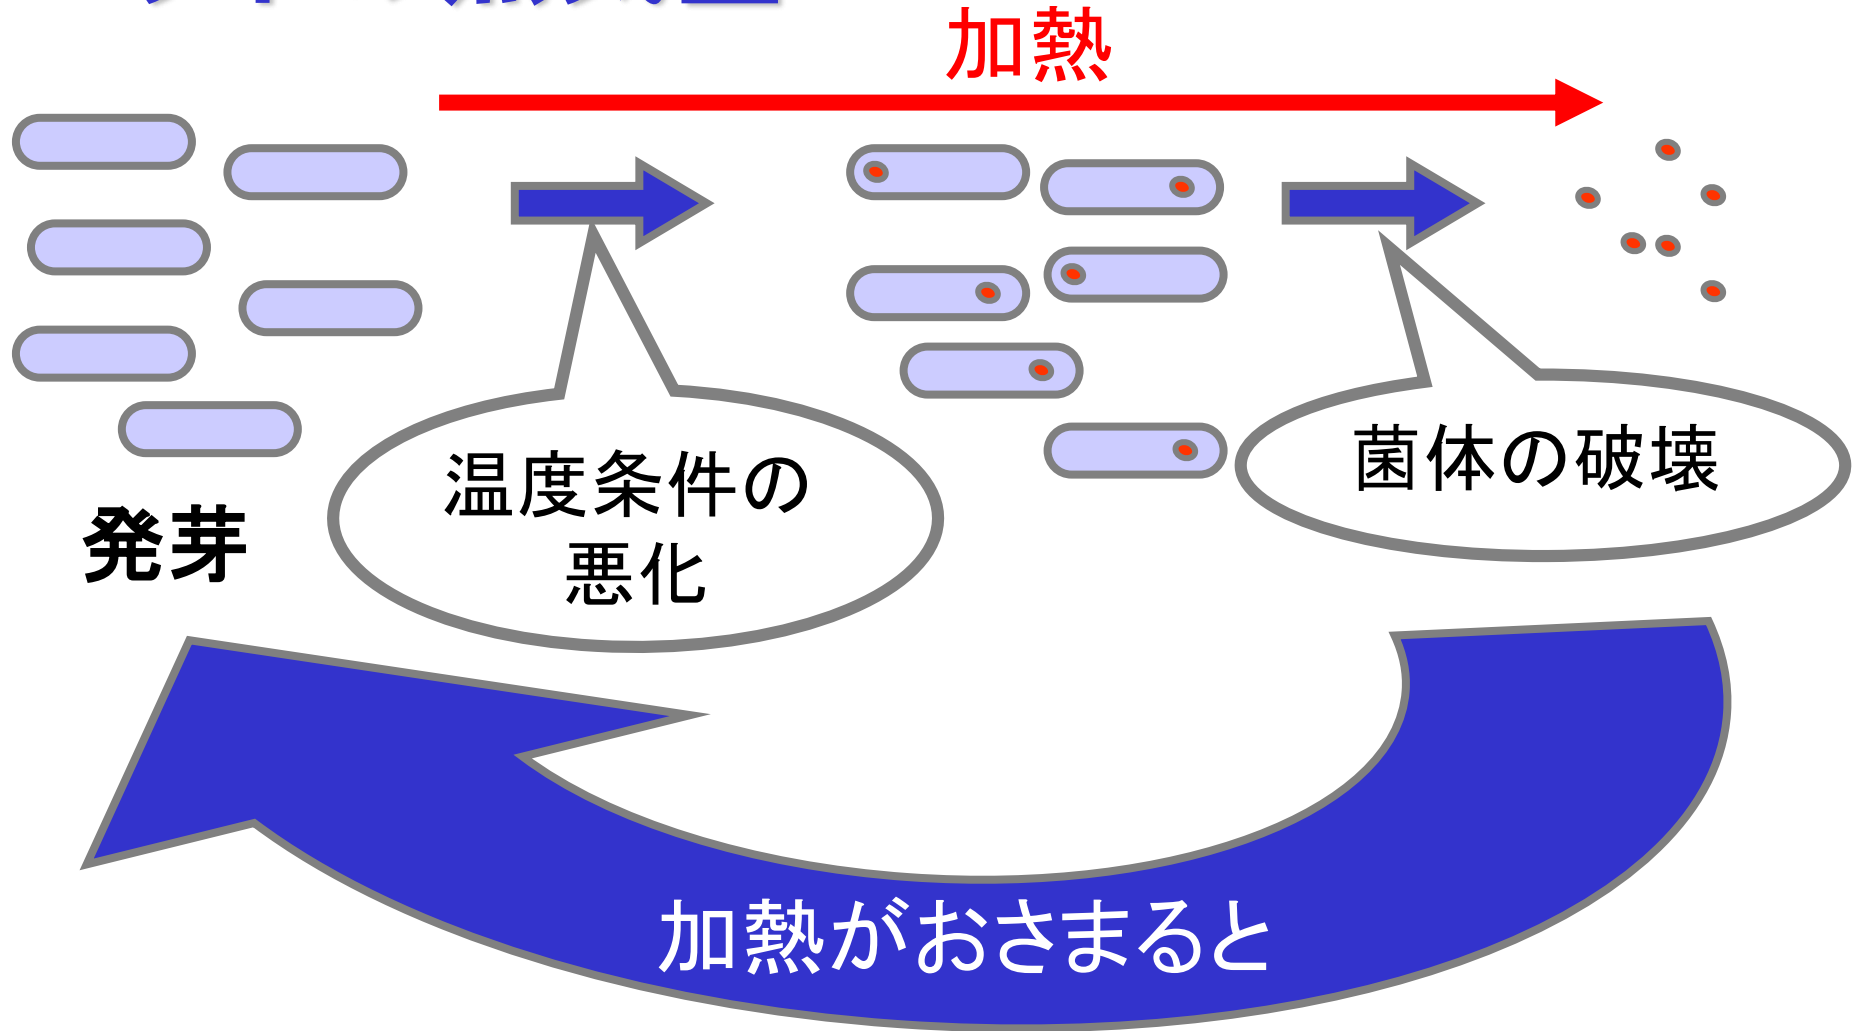 加熱
温度条件の
悪化
菌体の破壊
発芽
加熱がおさまると